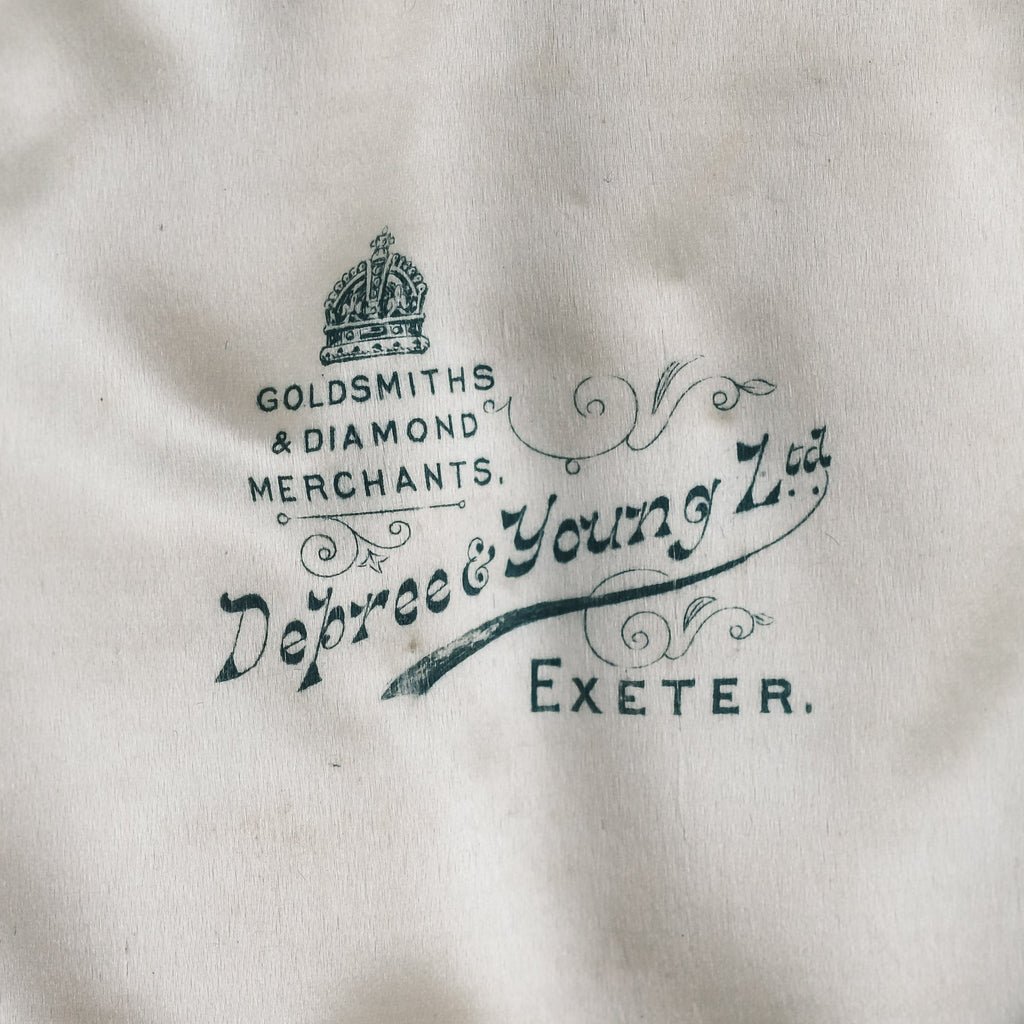 GOLDSMITHS
& DIAMOND
MERCHANTS.
Depree & Young Ltd
EXETER.